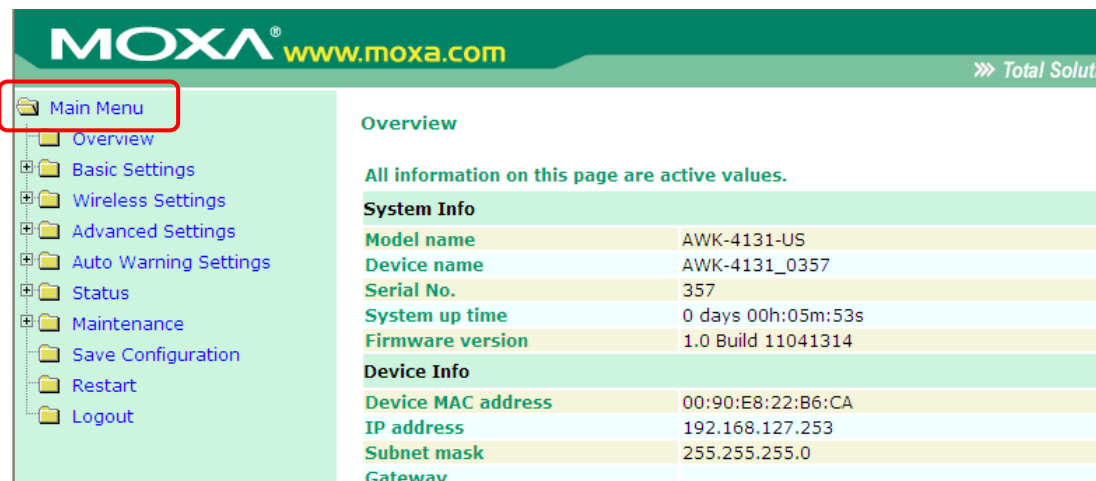 MOXA® www.moxa.com
>>> Total Solut
Main Menu
Overview
Basic Settings
Wireless Settings
Advanced Settings
Auto Warning Settings
Status
Maintenance
Save Configuration
Restart
Logout
Overview
All information on this page are active values.
System Info
Model name AWK-4131-US
Device name AWK-4131_0357
Serial No. 357
System up time 0 days 00h:05m:53s
Firmware version 1.0 Build 11041314
Device Info
Device MAC address 00:90:E8:22:B6:CA
IP address 192.168.127.253
Subnet mask 255.255.255.0
Gateway